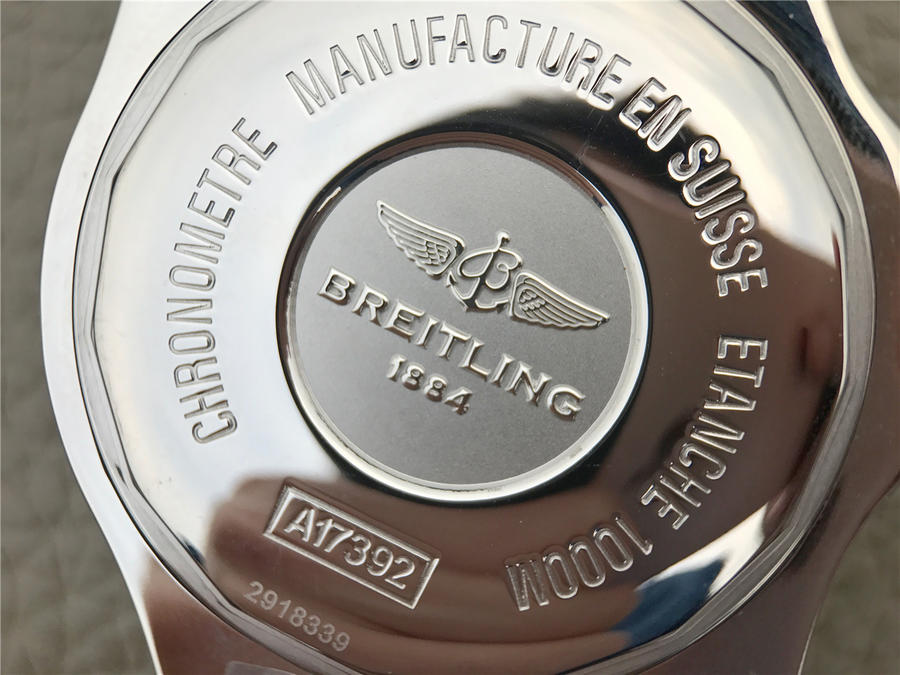 CHRONOMETRE MANUFACTURE EN SUISSE ETANCHE 1000M
BREITLING
1884
A17392
2918339